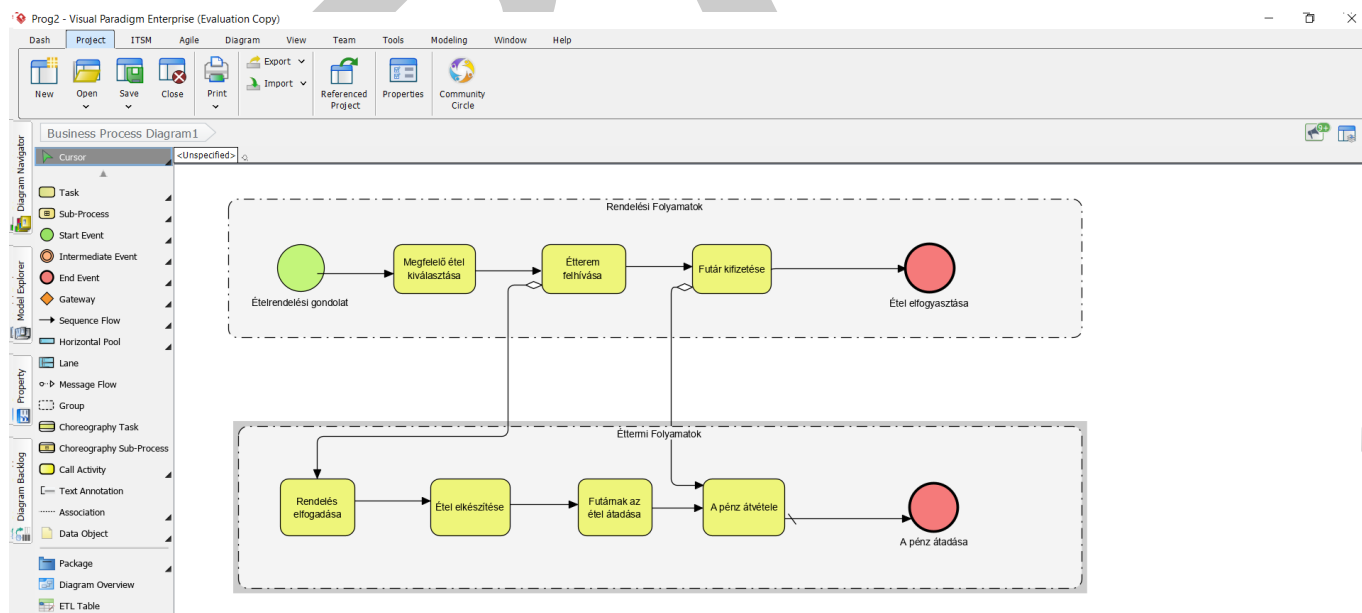 Prog2 - Visual Paradigm Enterprise (Evaluation Copy)
Dash Project ITSM Agile Diagram View Team Tools Modeling Window Help
New Open Save Close Print Export Import Referenced Project Properties Community Circle
Business Process Diagram1
9+
Diagram Navigator
Model Explorer
Property
Diagram Backlog
Cursor
<Unspecified>
Task
Sub-Process
Start Event
Intermediate Event
End Event
Gateway
Sequence Flow
Horizontal Pool
Lane
Message Flow
Group
Choreography Task
Choreography Sub-Process
Call Activity
Text Annotation
Association
Data Object
Package
Diagram Overview
ETL Table
Rendelési Folyamatok
Ételrendelési gondolat
Megfelelő étel
kiválasztása
Étterem
felhívása
Futár kifizetése
Étel elfogyasztása
Éttermi Folyamatok
Rendelés
elfogadása
Étel elkészítése
Futárnak az
étel átadása
A pénz átvétele
A pénz átadása